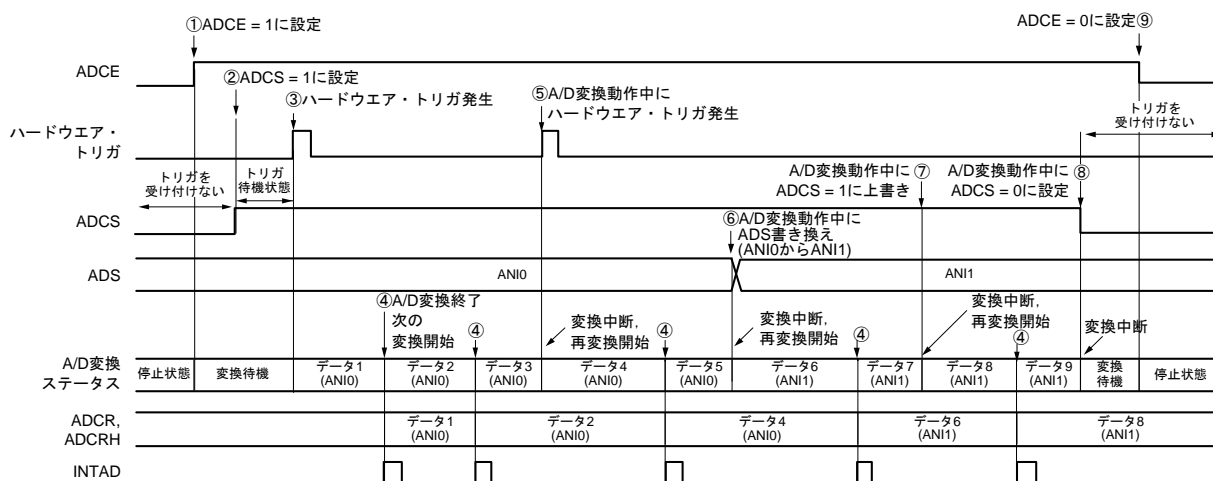 ①ADCE = 1に設定
ADCE = 0に設定⑨
ADCE
②ADCS = 1に設定
③ハードウエア・トリガ発生
⑤A/D変換動作中に
ハードウエア・トリガ発生
トリガを
受け付けない
ハードウエア・
トリガ
トリガを
受け付けない
トリガ
待機状態
A/D変換動作中に⑦
ADCS = 1に上書き
A/D変換動作中に⑧
ADCS = 0に設定
ADCS
⑥A/D変換動作中に
ADS書き換え
(ANI0からANI1)
ADS
ANI0
ANI1
④A/D変換終了
次の
変換開始
④
変換中断,
再変換開始
④
変換中断,
再変換開始
④
変換中断,
再変換開始
④
変換中断
A/D変換
ステータス
停止状態
変換待機
データ1
(ANI0)
データ2
(ANI0)
データ3
(ANI0)
データ4
(ANI0)
データ5
(ANI0)
データ6
(ANI1)
データ7
(ANI1)
データ8
(ANI1)
データ9
(ANI1)
変換
待機
停止状態
ADCR,
ADCRH
データ1
(ANI0)
データ2
(ANI0)
データ4
(ANI0)
データ6
(ANI1)
データ8
(ANI1)
INTAD